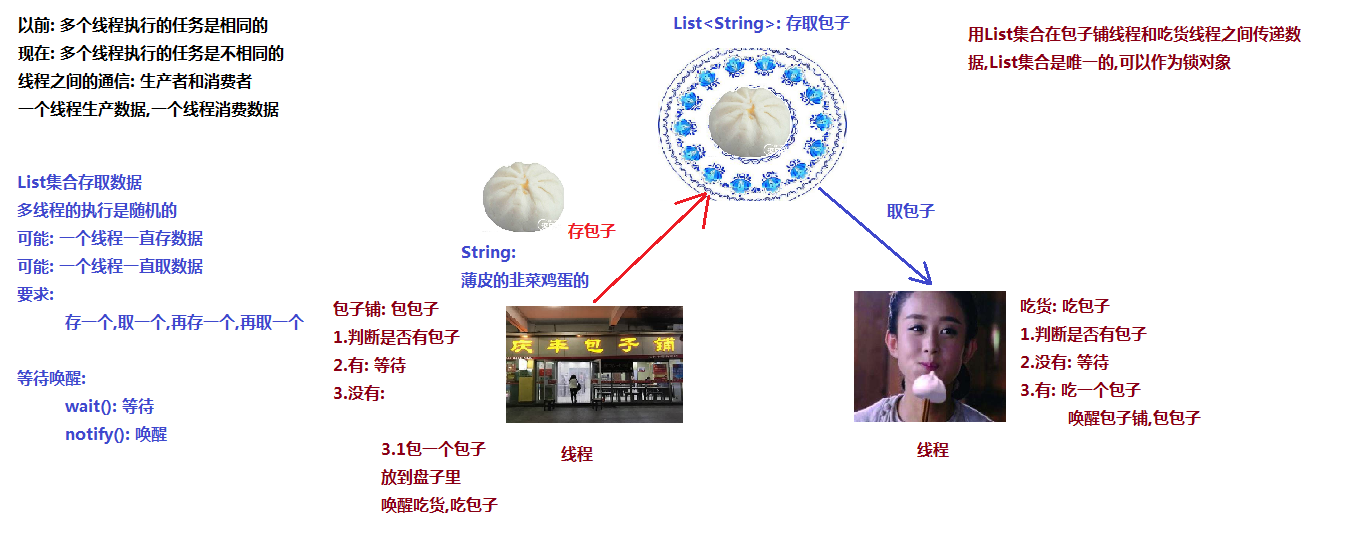 以前: 多个线程执行的任务是相同的
现在: 多个线程执行的任务是不相同的
线程之间的通信: 生产者和消费者
一个线程生产数据,一个线程消费数据
List集合存取数据
多线程的执行是随机的
可能: 一个线程一直存数据
可能: 一个线程一直取数据
要求:
存一个,取一个,再存一个,再取一个
等待唤醒:
wait(): 等待
notify(): 唤醒
List<String>: 存取包子
用List集合在包子铺线程和吃货线程之间传递数
据,List集合是唯一的,可以作为锁对象
存包子
取包子
String:
薄皮的韭菜鸡蛋的
包子铺: 包包子
1.判断是否有包子
2.有: 等待
3.没有:
3.1包一个包子
放到盘子里
唤醒吃货,吃包子
庆丰包子铺
线程
吃货: 吃包子
1.判断是否有包子
2.没有: 等待
3.有: 吃一个包子
唤醒包子铺,包包子
线程